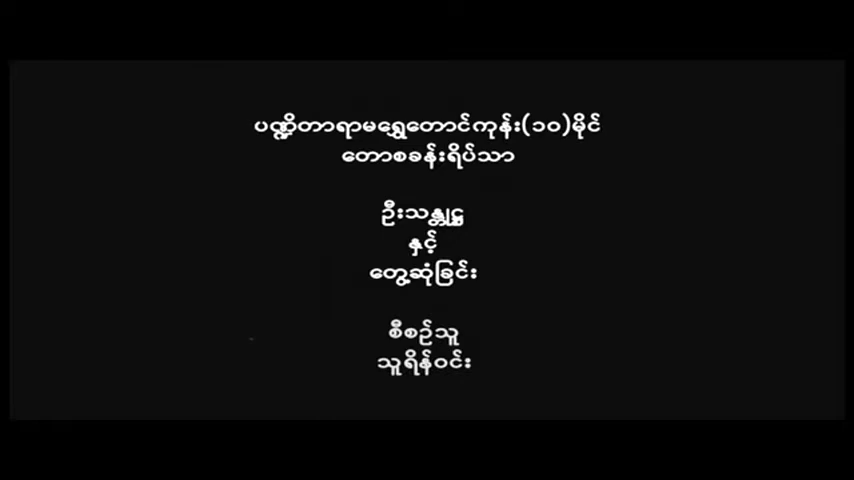 ပဏ္ဍိတာရာမရွှေတောင်ကုန်း(၁၀)မိုင်
တောစခန်းရိပ်သာ
ဦးသန္တုဋ္ဌ
နှင့်
တွေ့ဆုံခြင်း
စီစဉ်သူ
သူရိန်ဝင်း